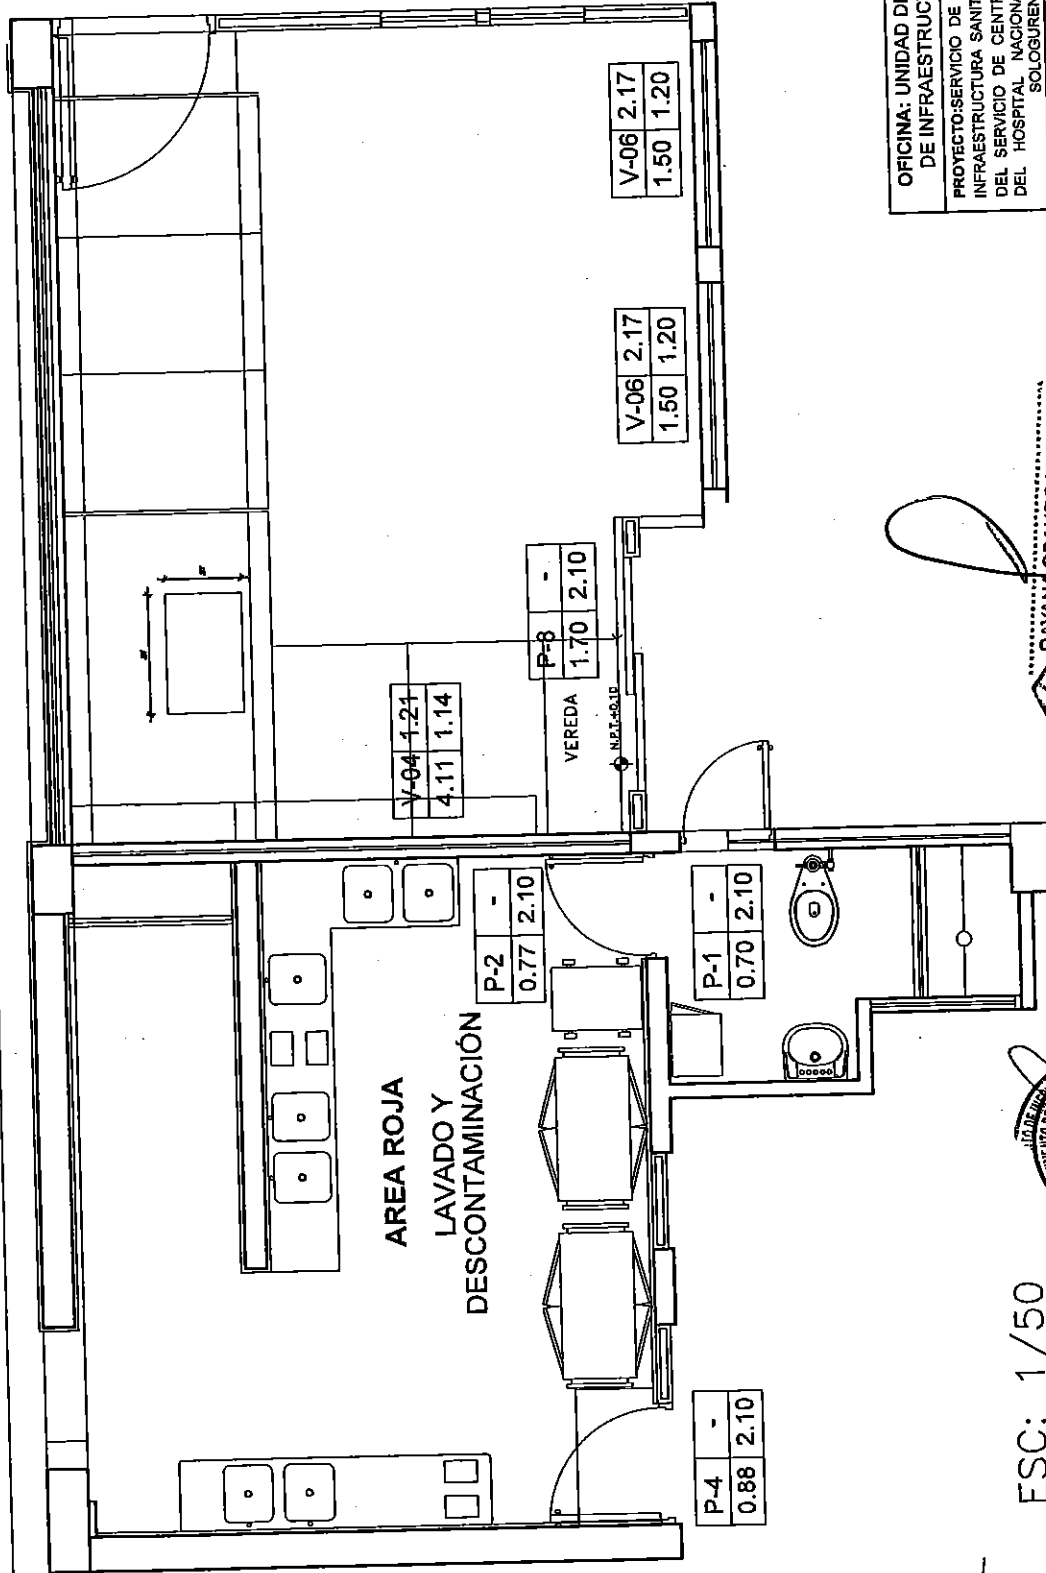 OFICINA: UNIDAD DE
DE INFRAESTRUC
PROYECTO:SERVICIO DE
INFRAESTRUCTURA SANIT
DEL SERVICIO DE CENTR
DEL HOSPITAL NACIONA
SOLOGUREN
V-06 2.17
1.50 1.20
V-06 2.17
1.50 1.20
P-8 -
1.70 2.10
V-04 1.21
4.11 1.14
VEREDA
N.P.T.+0.10
P-2 -
0.77 2.10
P-1 -
0.70 2.10
AREA ROJA
LAVADO Y
DESCONTAMINACIÓN
P-4 -
0.88 2.10
ESC: 1/50